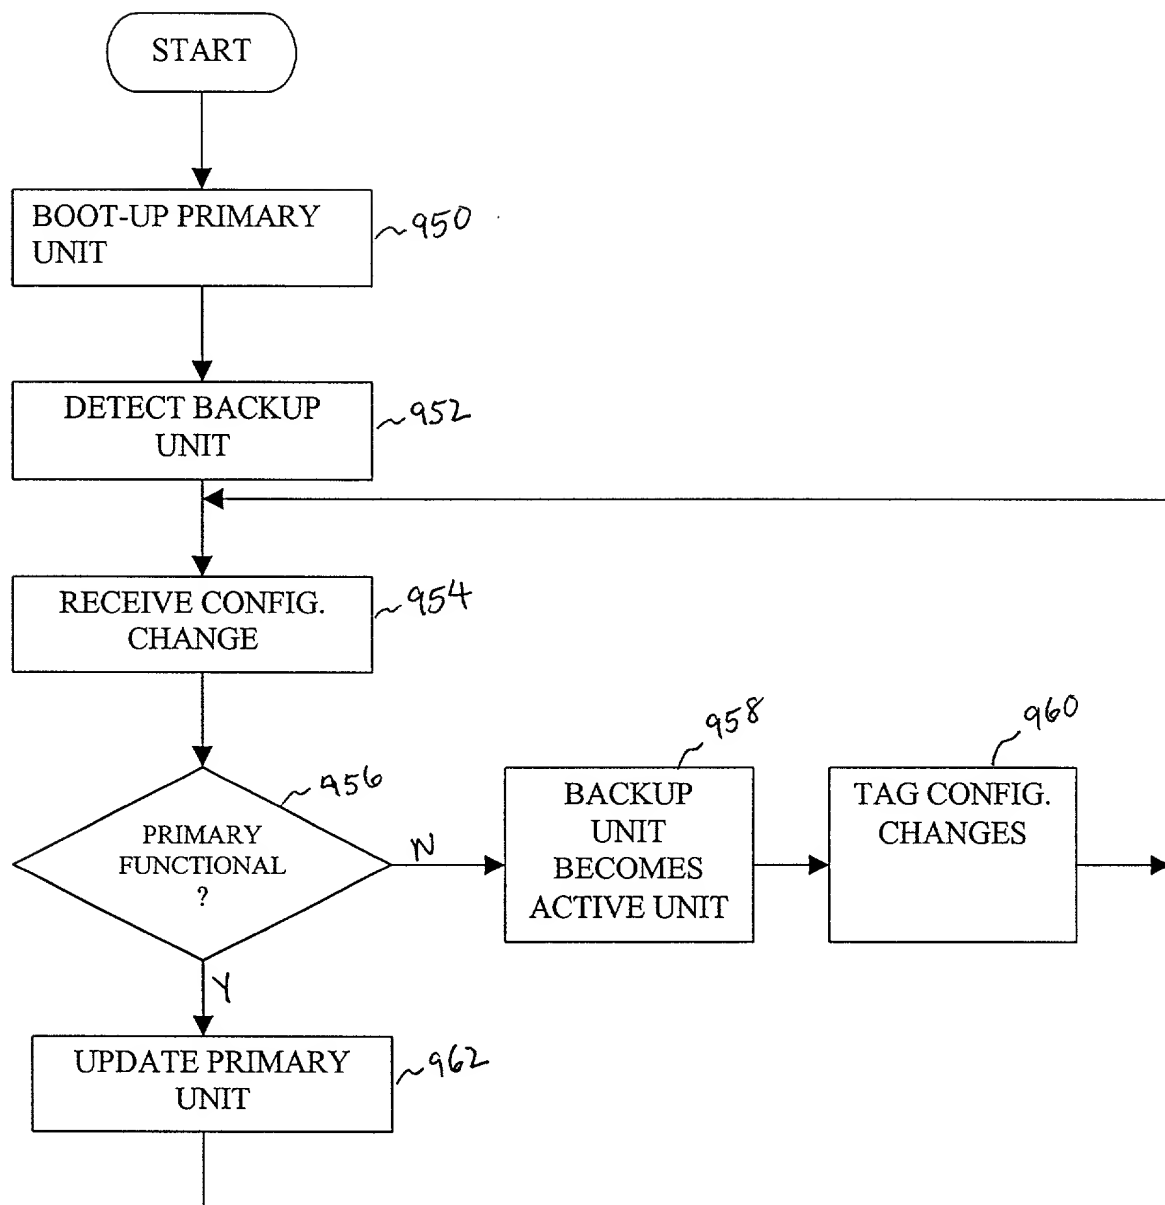 START
BOOT-UP PRIMARY
UNIT
950
DETECT BACKUP
UNIT
952
RECEIVE CONFIG.
CHANGE
954
956
PRIMARY
FUNCTIONAL
?
N
Y
958
BACKUP
UNIT
BECOMES
ACTIVE UNIT
960
TAG CONFIG.
CHANGES
UPDATE PRIMARY
UNIT
962